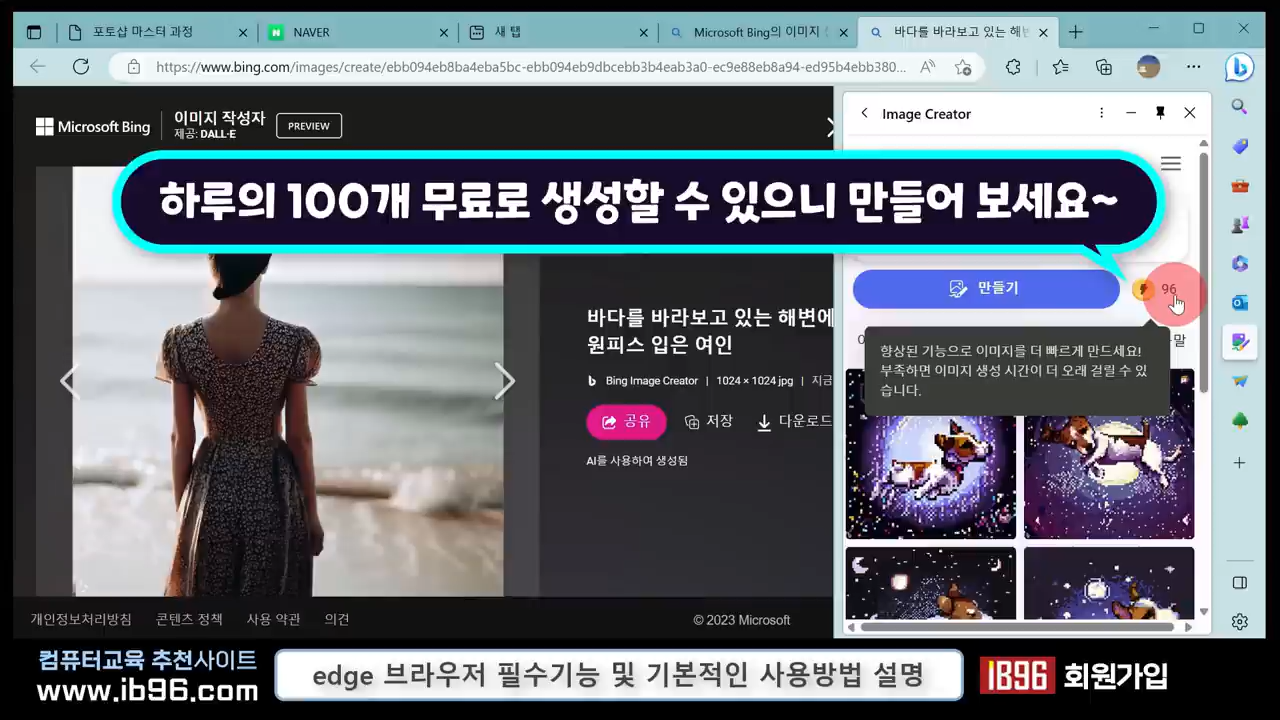 포토샵 마스터 과정
NAVER
새 탭
Microsoft Bing의 이미지
바다를 바라보고 있는 해변
https://www.bing.com/images/create/ebb094eb8ba4eba5bc-ebb094eb9dbcebb3b4eab3a0-ec9e88eb8a94-ed95b4ebb380...
Microsoft Bing
이미지 작성자
제공: DALL·E
PREVIEW
Image Creator
하루의 100개 무료로 생성할 수 있으니 만들어 보세요~
만들기
96
향상된 기능으로 이미지를 더 빠르게 만드세요!
부족하면 이미지 생성 시간이 더 오래 걸릴 수 있
습니다.
바다를 바라보고 있는 해변에
원피스 입은 여인
Bing Image Creator | 1024 × 1024 jpg | 지금
공유
저장
다운로드
AI를 사용하여 생성됨
개인정보처리방침 콘텐츠 정책 사용 약관 의견
© 2023 Microsoft
컴퓨터교육 추천사이트
www.ib96.com
edge 브라우저 필수기능 및 기본적인 사용방법 설명
IB96 회원가입